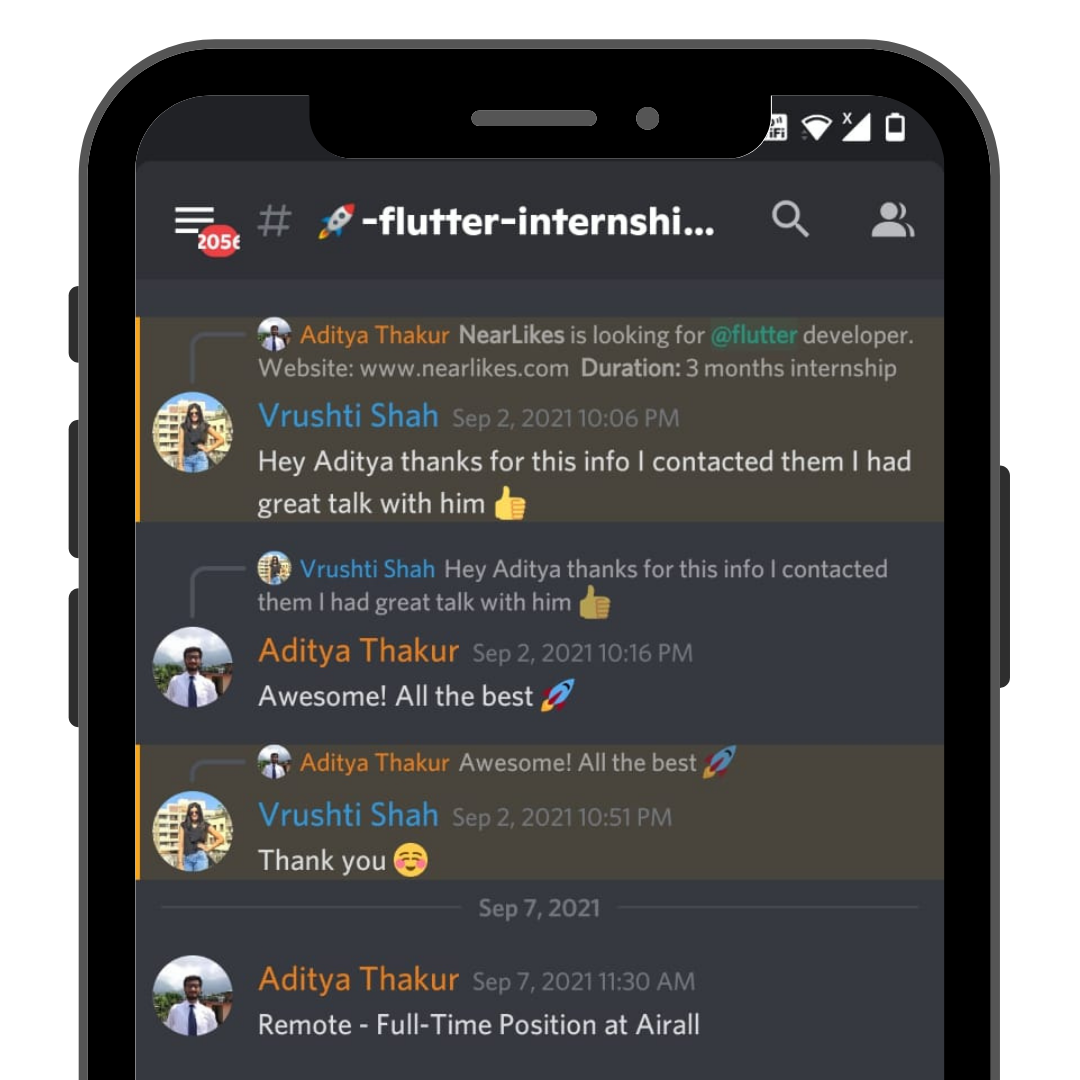 iFi
X
2056
# 🚀-flutter-internshi...
Aditya Thakur NearLikes is looking for @flutter developer.
Website: www.nearlikes.com Duration: 3 months internship
Vrushti Shah Sep 2, 2021 10:06 PM
Hey Aditya thanks for this info I contacted them I had
great talk with him 👍
Vrushti Shah Hey Aditya thanks for this info I contacted
them I had great talk with him 👍
Aditya Thakur Sep 2, 2021 10:16 PM
Awesome! All the best 🚀
Aditya Thakur Awesome! All the best 🚀
Vrushti Shah Sep 2, 2021 10:51 PM
Thank you ☺️
Sep 7, 2021
Aditya Thakur Sep 7, 2021 11:30 AM
Remote - Full-Time Position at Airall